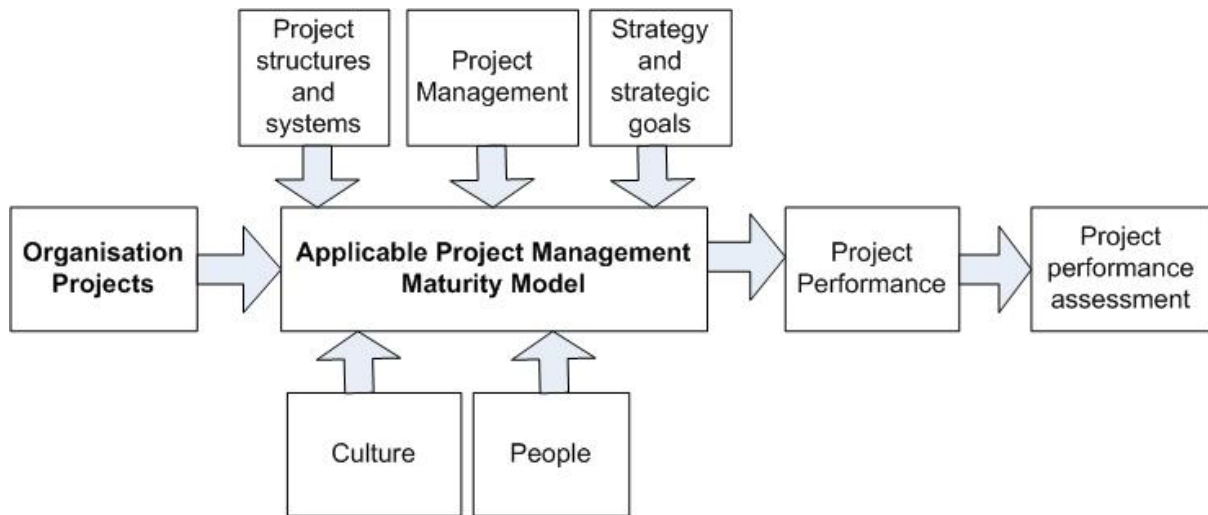 Project
structures
and
systems
Project
Management
Strategy
and
strategic
goals
Organisation
Projects
Applicable Project Management
Maturity Model
Project
Performance
Project
performance
assessment
Culture
People